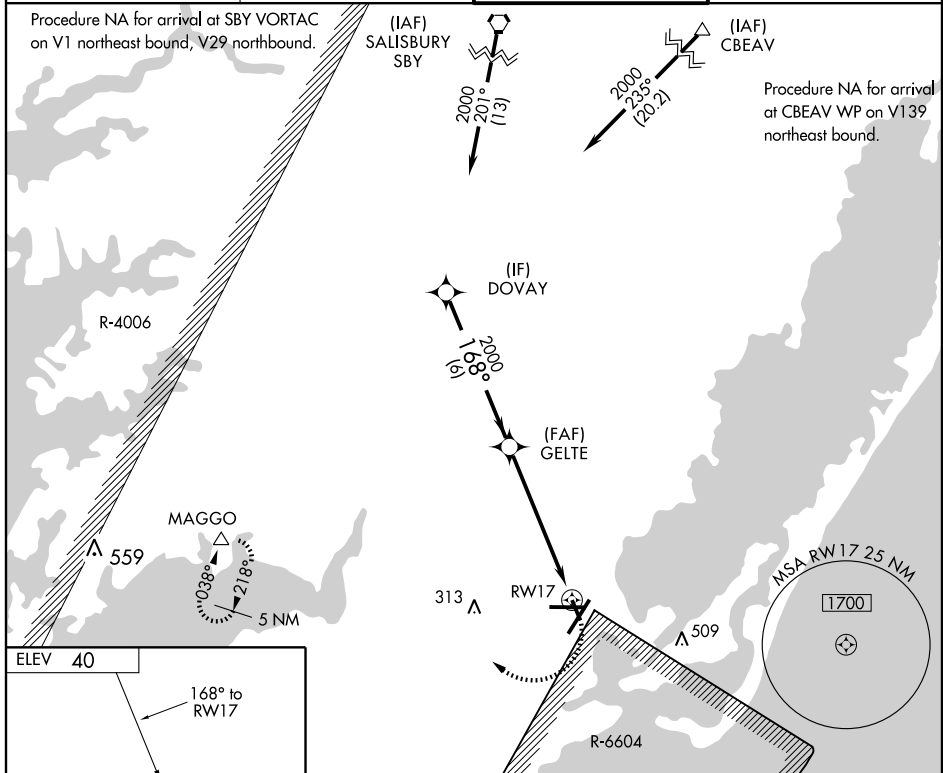 Procedure NA for arrival at SBY VORTAC
on V1 northeast bound, V29 northbound.
(IAF)
SALISBURY
SBY
(IAF)
CBEAV
2000
201°
(13)
2000
235°
(20.2)
Procedure NA for arrival
at CBEAV WP on V139
northeast bound.
(IF)
DOVAY
R-4006
2000
168°
(6)
(FAF)
GELTE
MAGGO
559
038°
218°
5 NM
313
RW17
509
MSA RW17 25 NM
1700
ELEV 40
168° to
RW17
R-6604